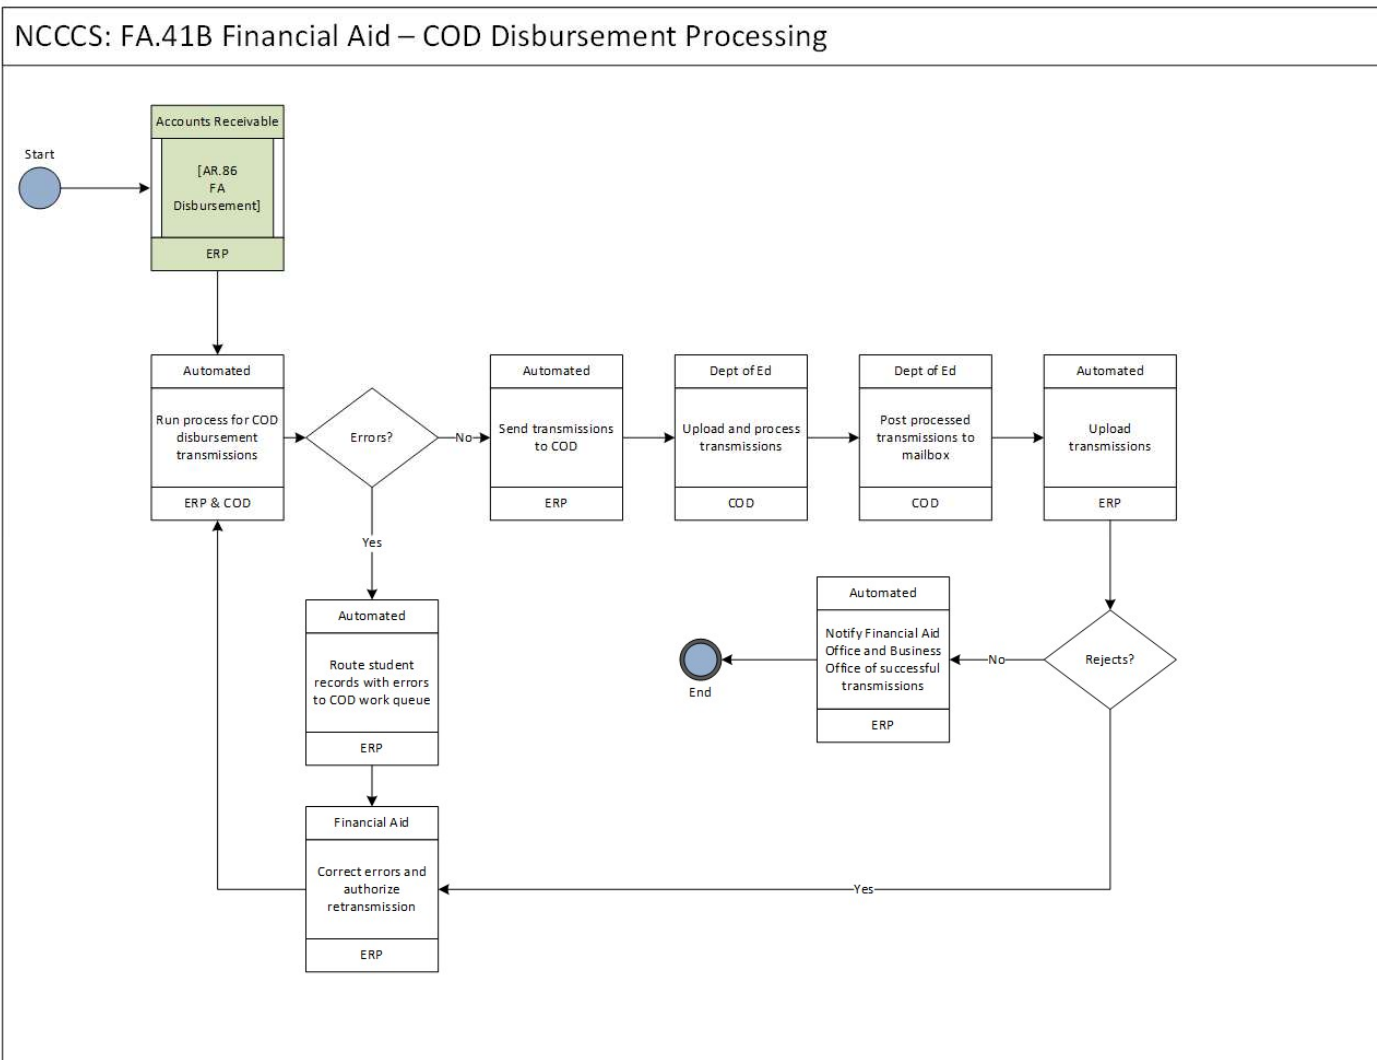 NCCCS: FA.41B Financial Aid – COD Disbursement Processing
Start
Accounts Receivable
[AR.86
FA
Disbursement]
ERP
Automated
Run process for COD
disbursement
transmissions
ERP & COD
Errors?
No
Automated
Send transmissions
to COD
ERP
Dept of Ed
Upload and process
transmissions
COD
Dept of Ed
Post processed
transmissions to
mailbox
COD
Automated
Upload
transmissions
ERP
Yes
Automated
Route student
records with errors
to COD work queue
ERP
Rejects?
No
Automated
Notify Financial Aid
Office and Business
Office of successful
transmissions
ERP
End
Financial Aid
Correct errors and
authorize
retransmission
ERP
Yes